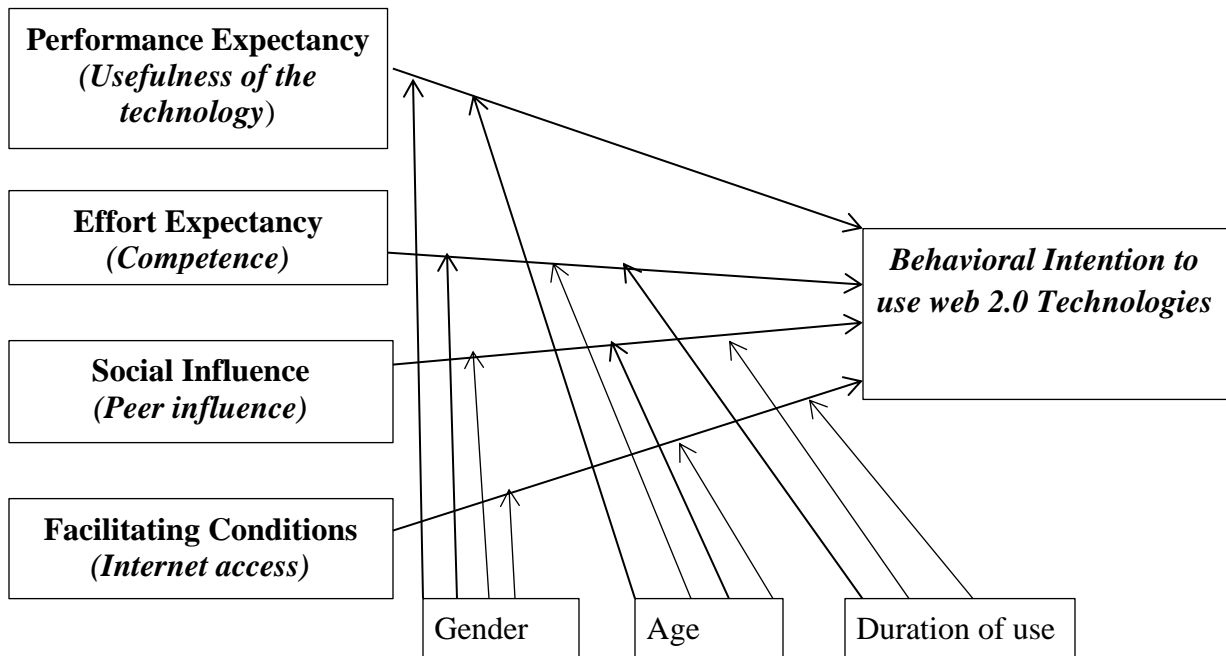 Performance Expectancy
(Usefulness of the
technology)
Effort Expectancy
(Competence)
Behavioral Intention to
use web 2.0 Technologies
Social Influence
(Peer influence)
Facilitating Conditions
(Internet access)
Gender
Age
Duration of use